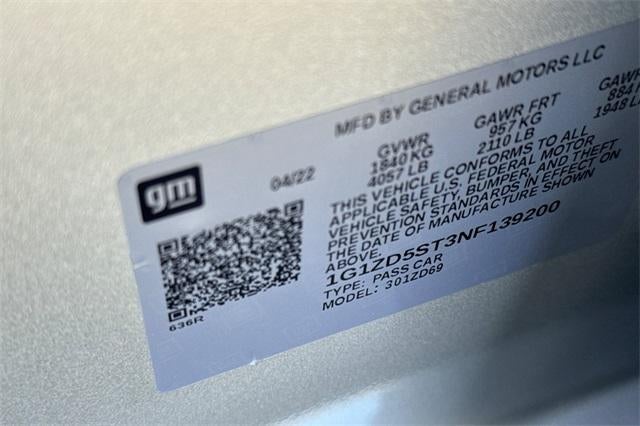 gm
04/22
MFD BY GENERAL MOTORS LLC
GVWR GAWR FRT GAWR
1840 KG 957 KG 884
4057 LB 2110 LB 1948 L
THIS VEHICLE CONFORMS TO ALL
APPLICABLE U.S. FEDERAL MOTOR
VEHICLE SAFETY, BUMPER, AND THEFT
PREVENTION STANDARDS IN EFFECT ON
THE DATE OF MANUFACTURE SHOWN
ABOVE.
1G1ZD5ST3NF139200
TYPE: PASS CAR
MODEL: 301ZD69
636R